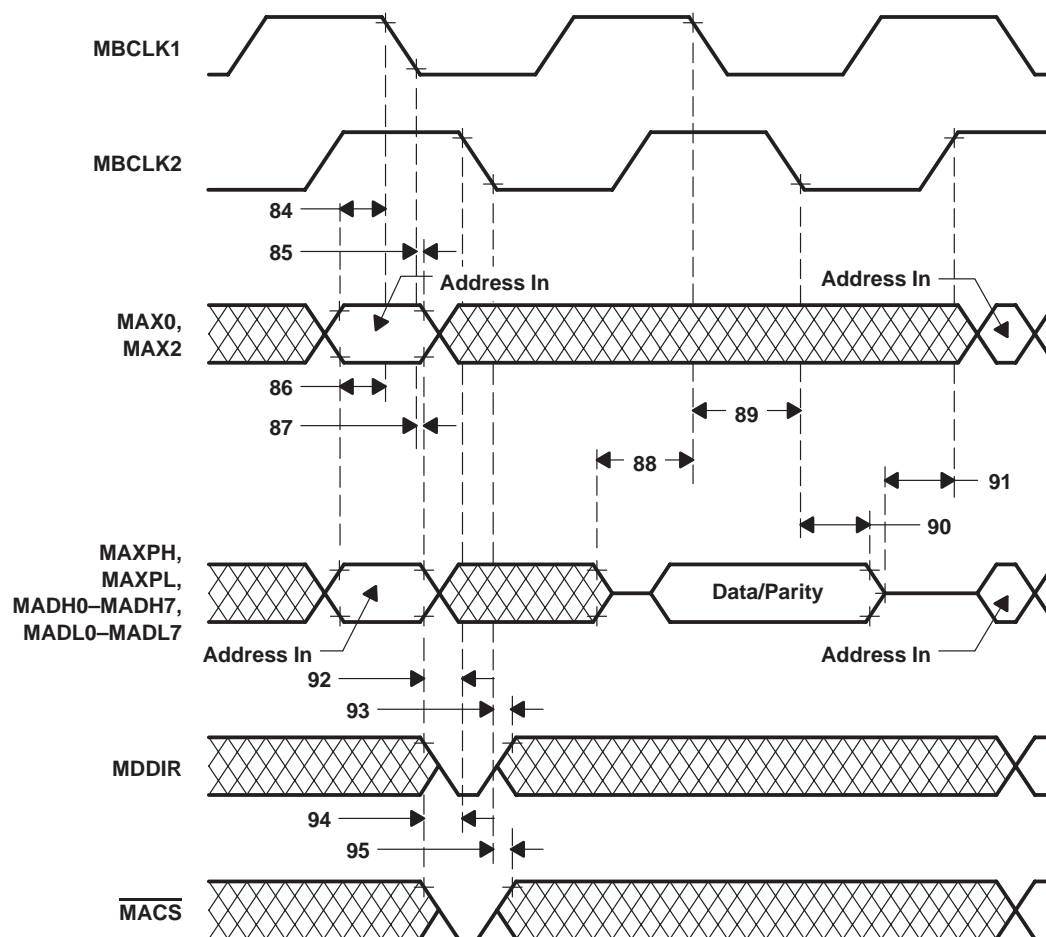 MBCLK1
MBCLK2
84
85
Address In
Address In
MAX0,
MAX2
86
87
89
88
91
90
MAXPH,
MAXPL,
MADH0–MADH7,
MADL0–MADL7
Data/Parity
Address In
Address In
92
93
MDDIR
94
95
MACS